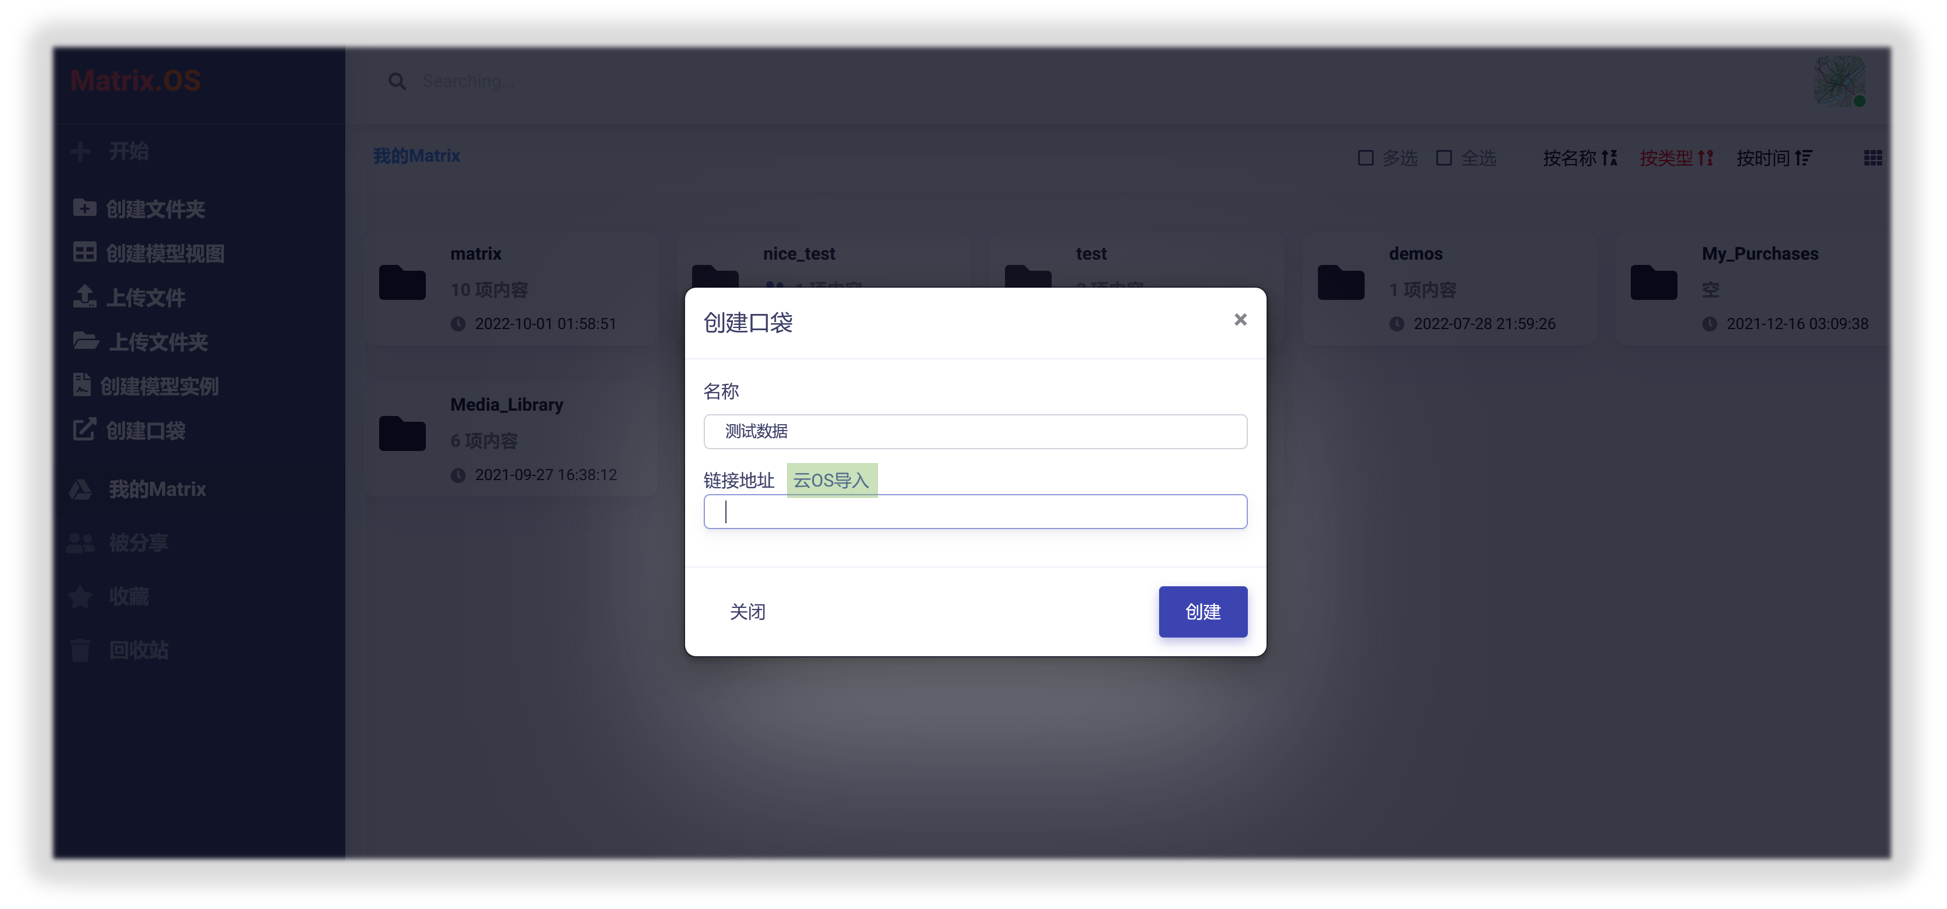 Matrix.OS
Searching...
开始
创建文件夹
创建模型视图
上传文件
上传文件夹
创建模型实例
创建口袋
我的Matrix
被分享
收藏
回收站
我的Matrix
多选 全选 按名称 按类型 按时间
matrix
10 项内容
2022-10-01 01:58:51
nice_test
1 项内容
test
demos
1 项内容
2022-07-28 21:59:26
My_Purchases
空
2021-12-16 03:09:38
Media_Library
6 项内容
2021-09-27 16:38:12
创建口袋
×
名称
测试数据
链接地址 云OS导入
关闭
创建